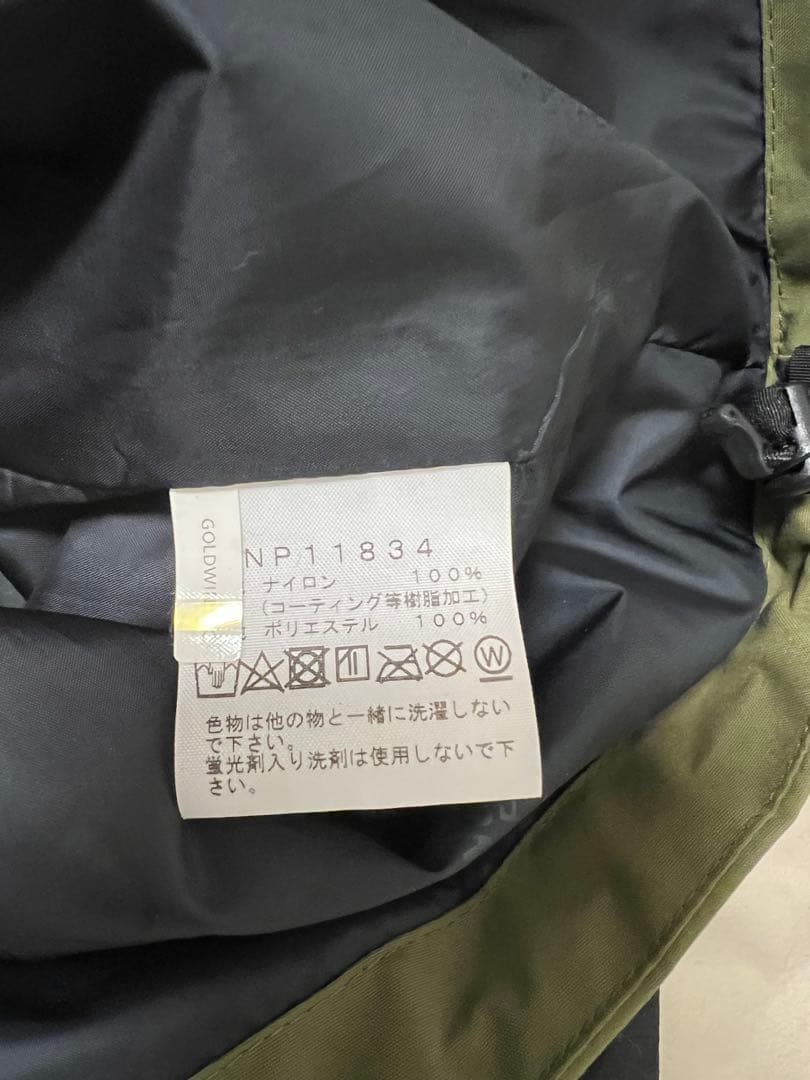 GOLDWI
NP11834
ナイロン 100%
(コーティング等樹脂加工)
ポリエステル 100%
W
色物は他の物と一緒に洗濯しない
で下さい。
蛍光剤入り洗剤は使用しないで下
さい。